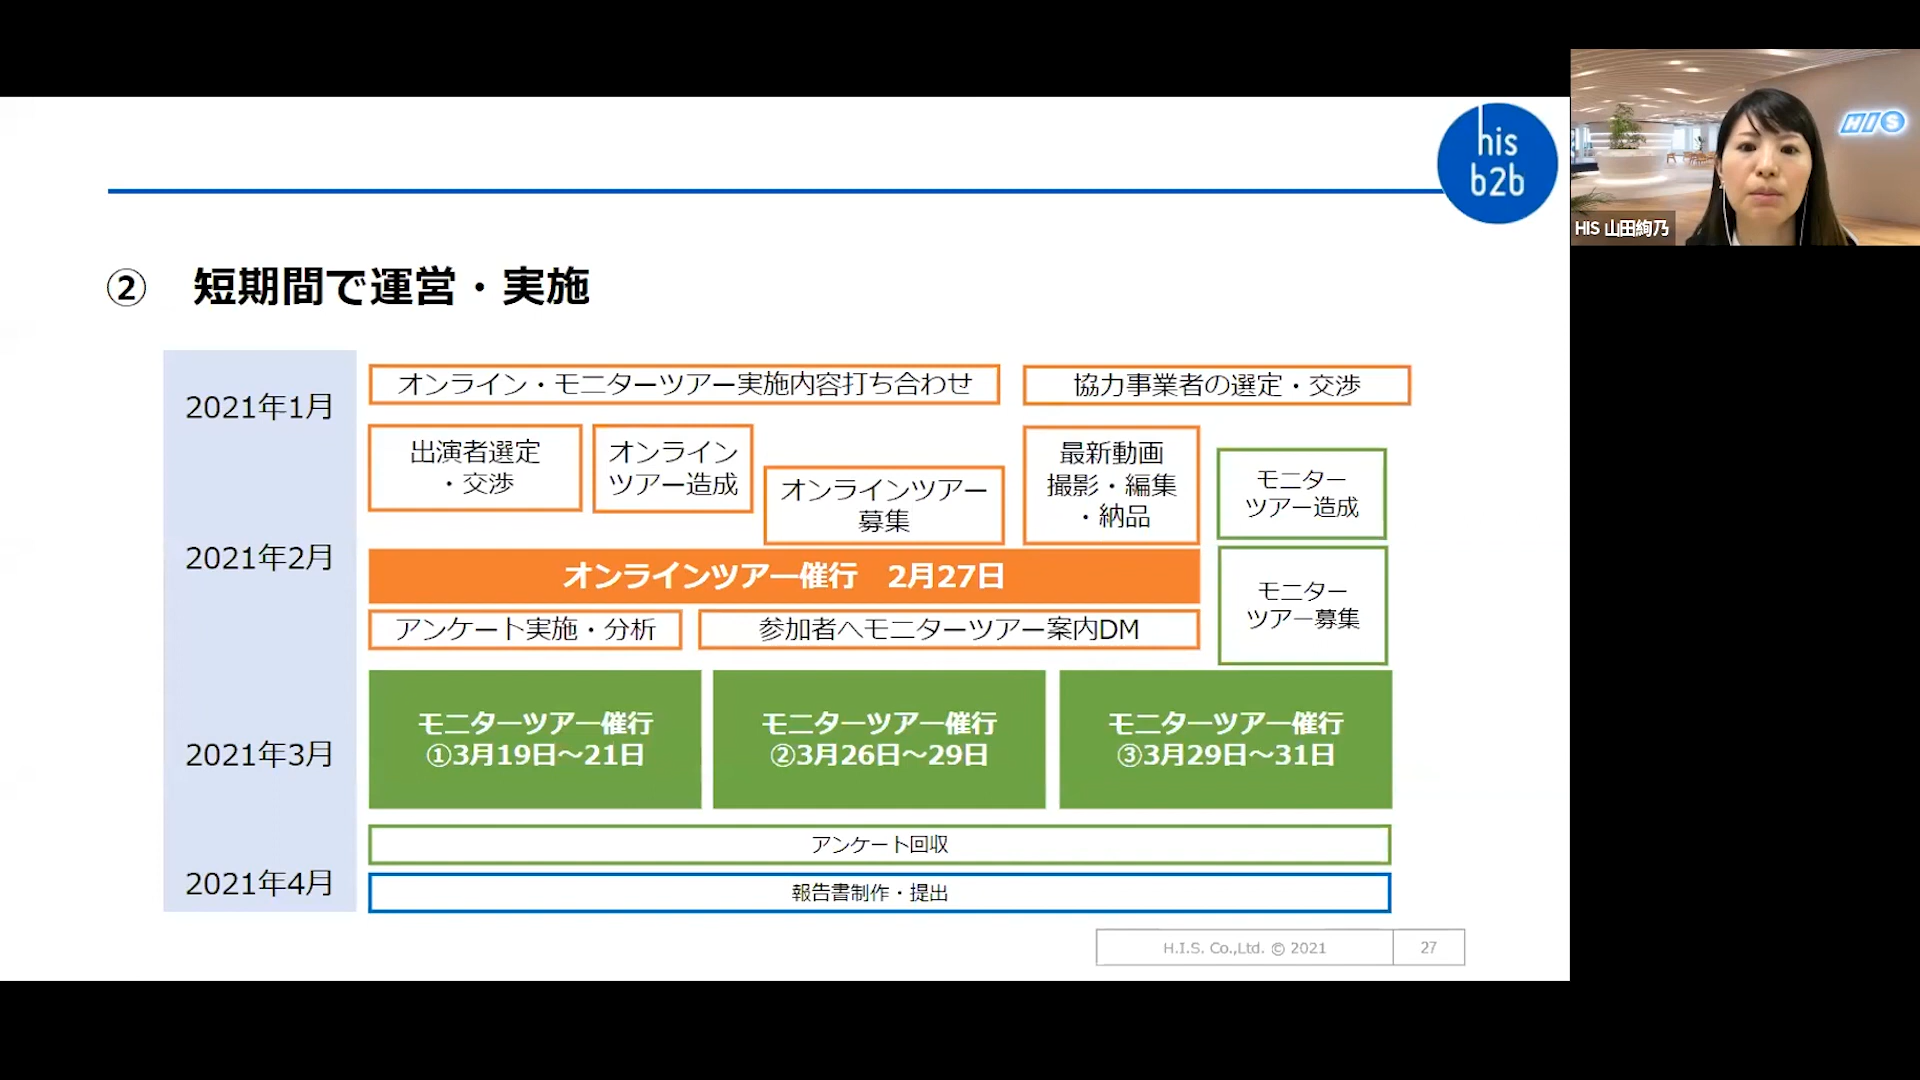 his
b2b
HIS
HIS 山田絢乃
② 短期間で運営・実施
2021年1月
オンライン・モニターツアー実施内容打ち合わせ
協力事業者の選定・交渉
出演者選定
・交渉
オンライン
ツアー造成
オンラインツアー
募集
最新動画
撮影・編集
・納品
モニター
ツアー造成
2021年2月
オンラインツアー催行 2月27日
モニター
ツアー募集
アンケート実施・分析
参加者へモニターツアー案内DM
2021年3月
モニターツアー催行
①3月19日～21日
モニターツアー催行
②3月26日～29日
モニターツアー催行
③3月29日～31日
アンケート回収
2021年4月
報告書制作・提出
H.I.S. Co.,Ltd. © 2021
27